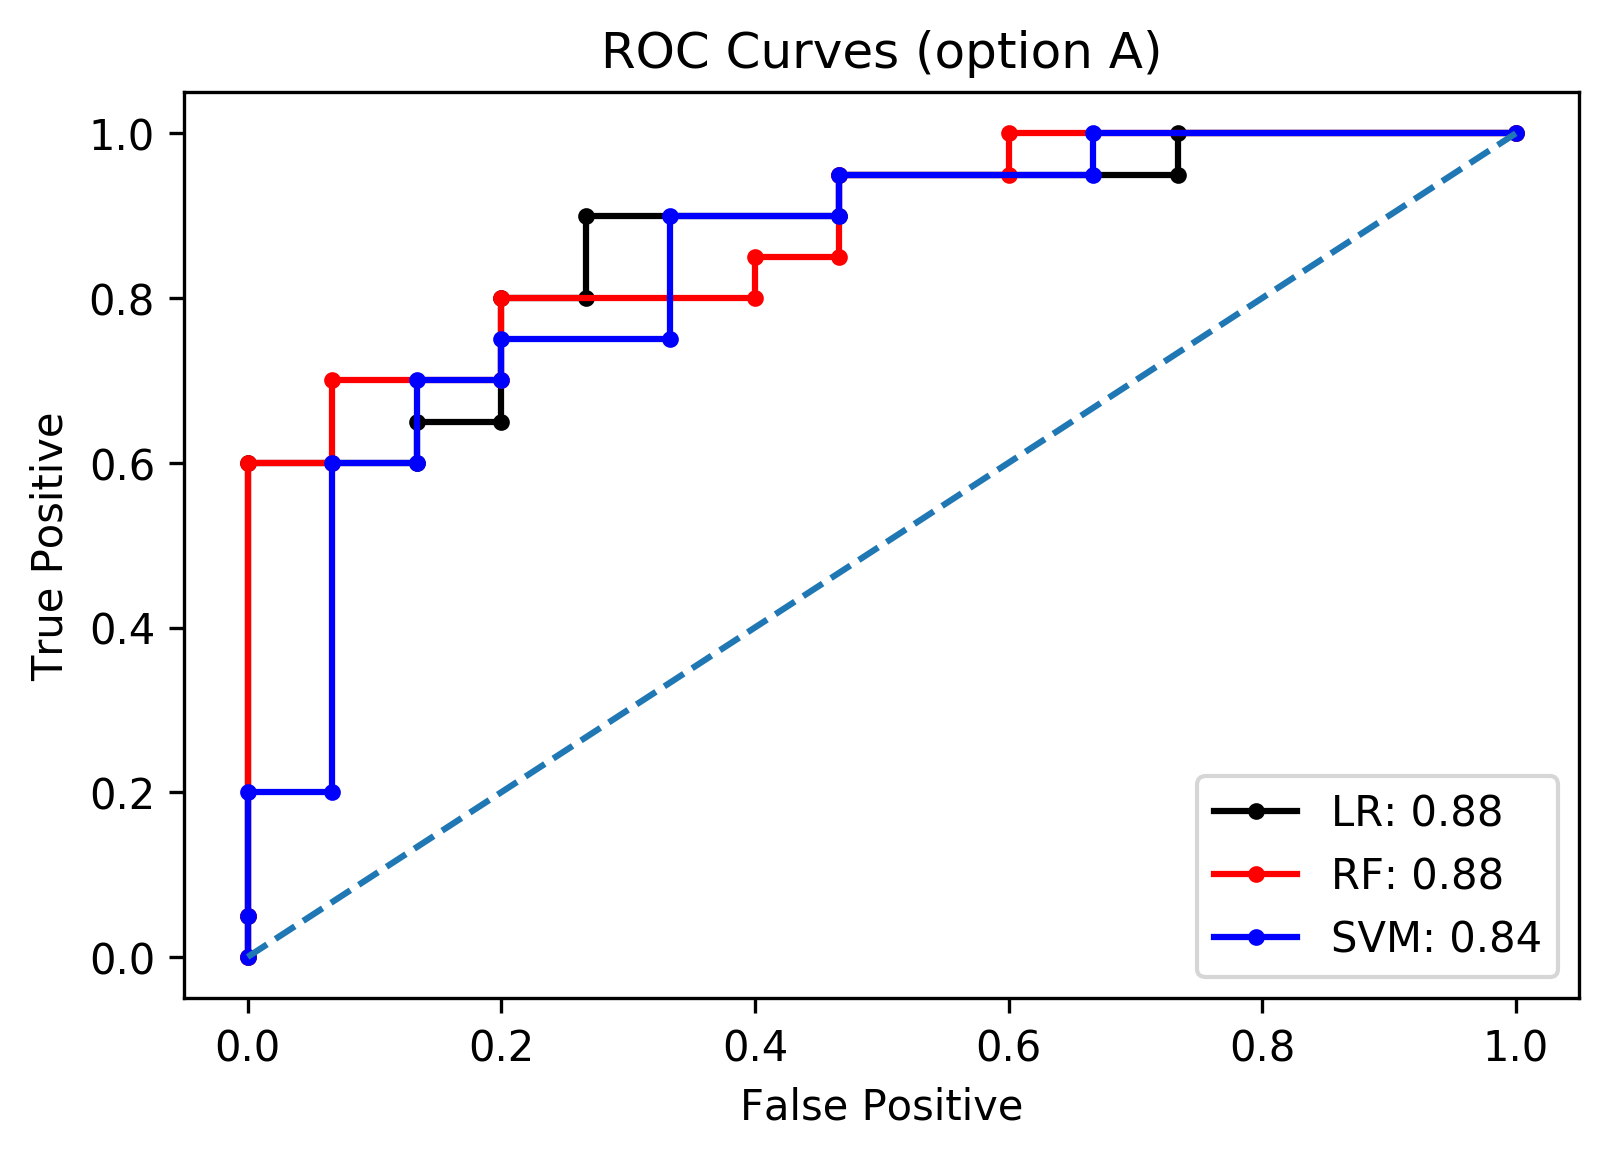 ROC Curves (option A)
True Positive
1.0
0.8
0.6
0.4
0.2
0.0
LR: 0.88
RF: 0.88
SVM: 0.84
0.0 0.2 0.4 0.6 0.8 1.0
False Positive